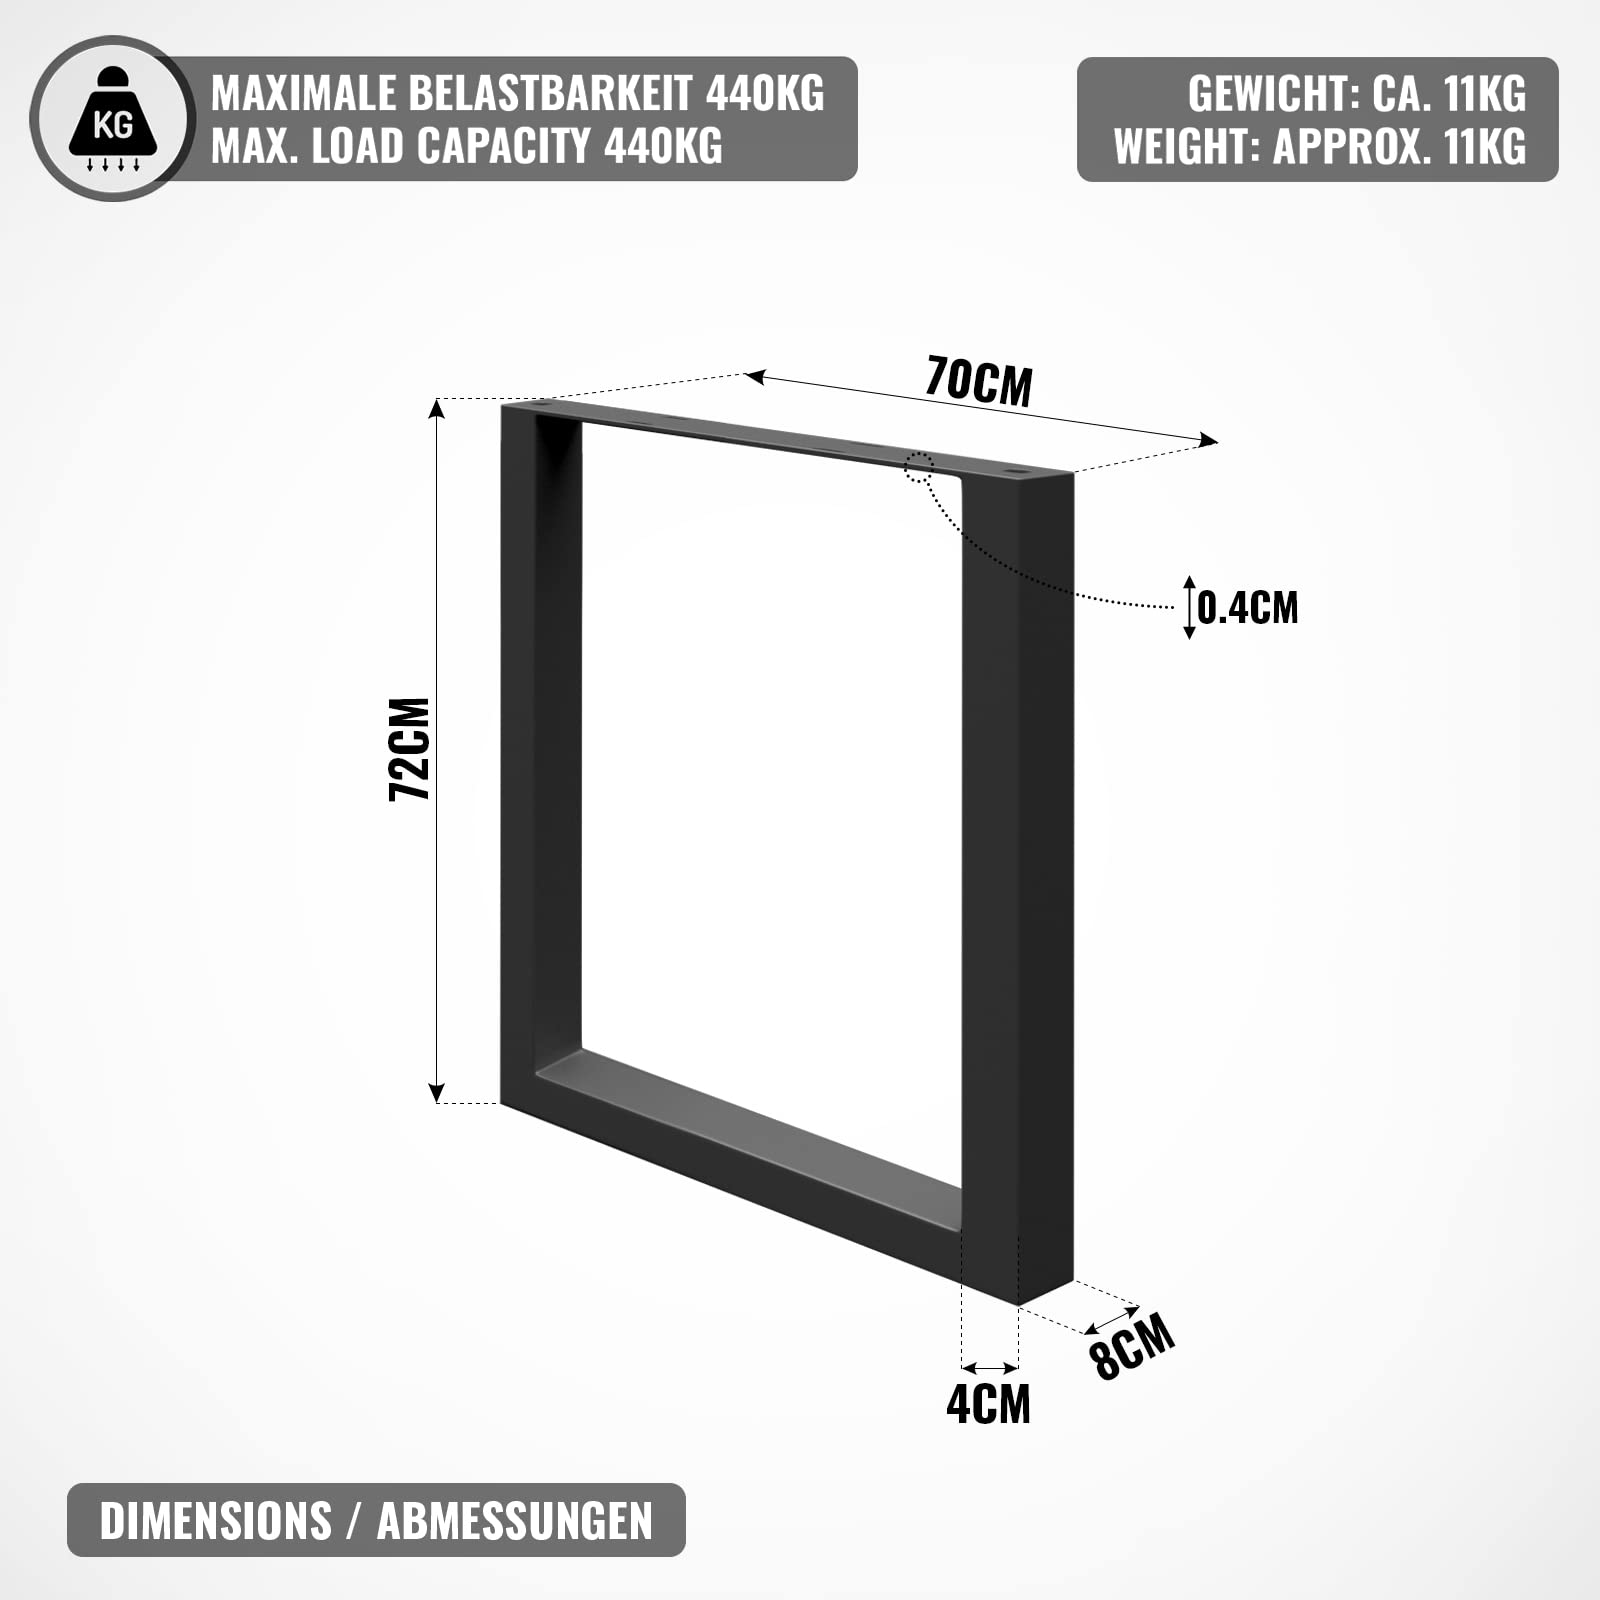 KG
MAXIMALE BELASTBARKEIT 440KG
MAX. LOAD CAPACITY 440KG
GEWICHT: CA. 11KG
WEIGHT: APPROX. 11KG
70CM
0.4CM
72CM
8CM
4CM
DIMENSIONS / ABMESSUNGEN